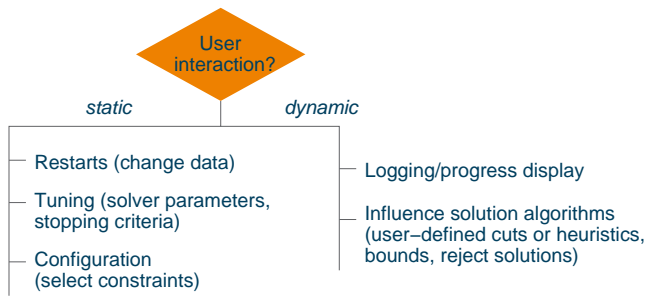 User
interaction?
static
dynamic
Restarts (change data)
Tuning (solver parameters,
stopping criteria)
Configuration
(select constraints)
Logging/progress display
Influence solution algorithms
(user−defined cuts or heuristics,
bounds, reject solutions)